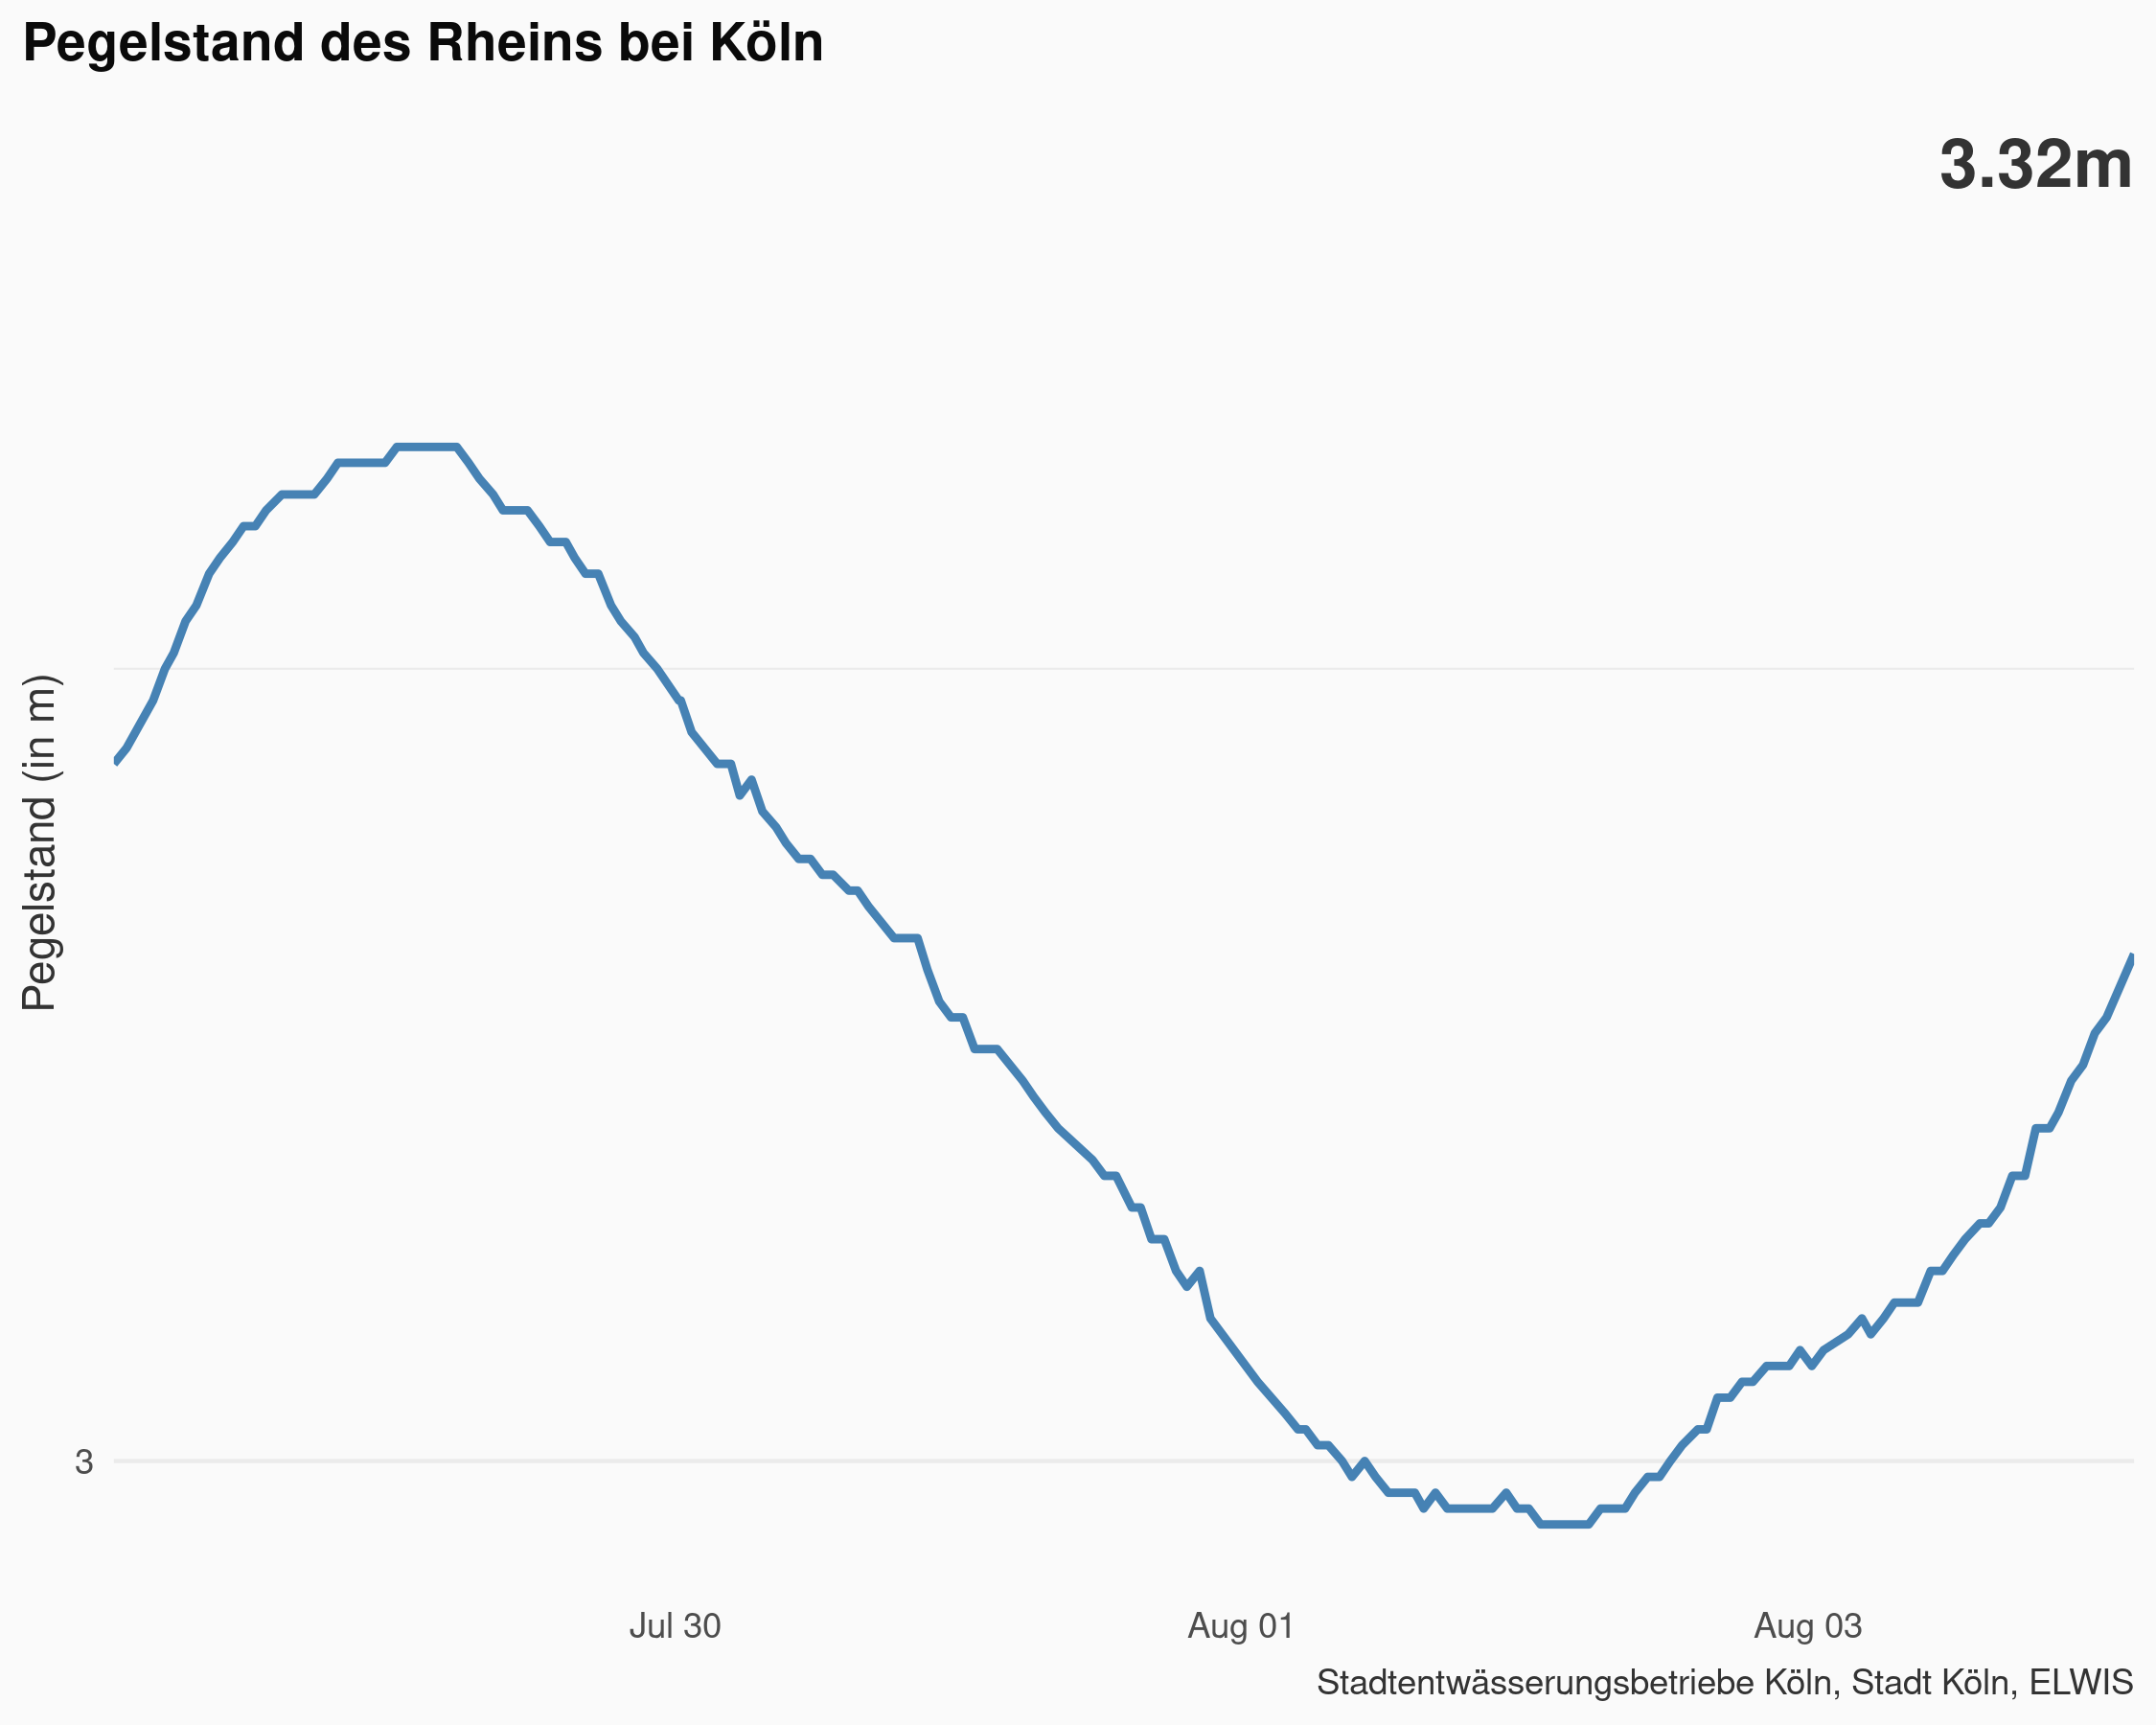 Pegelstand des Rheins bei Köln
3.32m
Pegelstand (in m)
3
Jul 30
Aug 01
Aug 03
Stadtentwässerungsbetriebe Köln, Stadt Köln, ELWIS